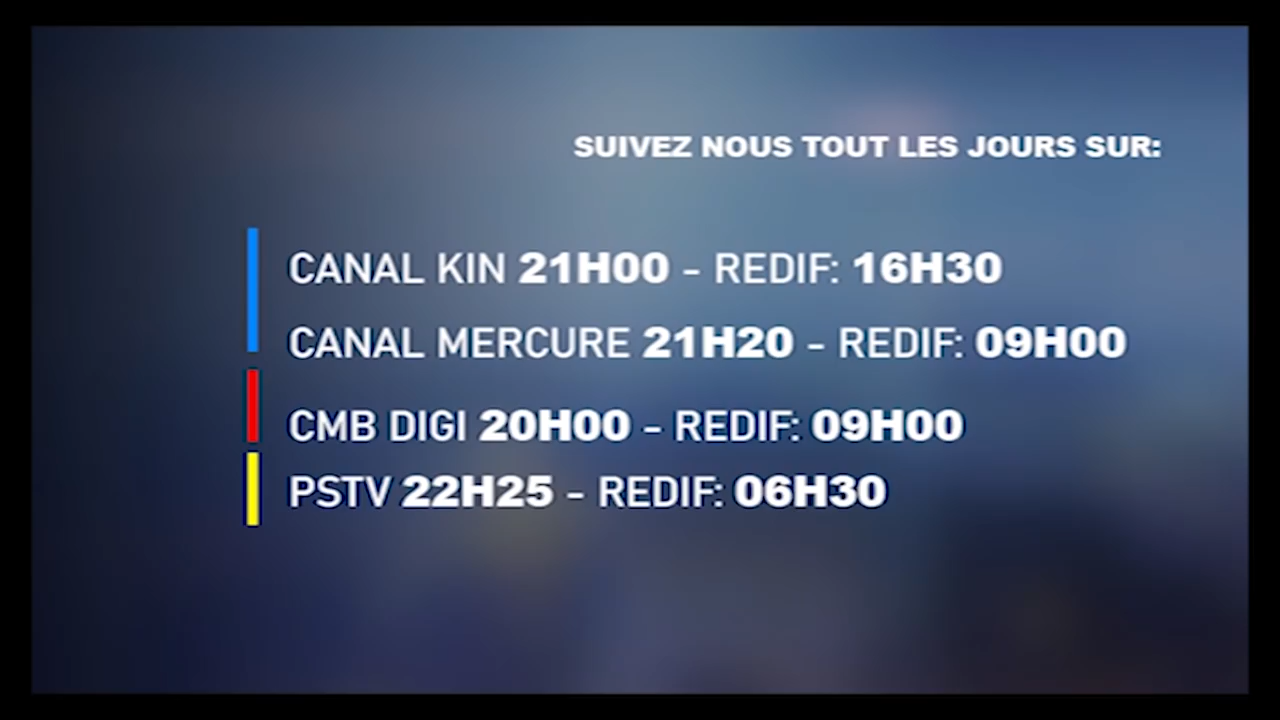 SUIVEZ NOUS TOUT LES JOURS SUR:
CANAL KIN 21H00 - REDIF: 16H30
CANAL MERCURE 21H20 - REDIF: 09H00
CMB DIGI 20H00 - REDIF: 09H00
PSTV 22H25 - REDIF: 06H30